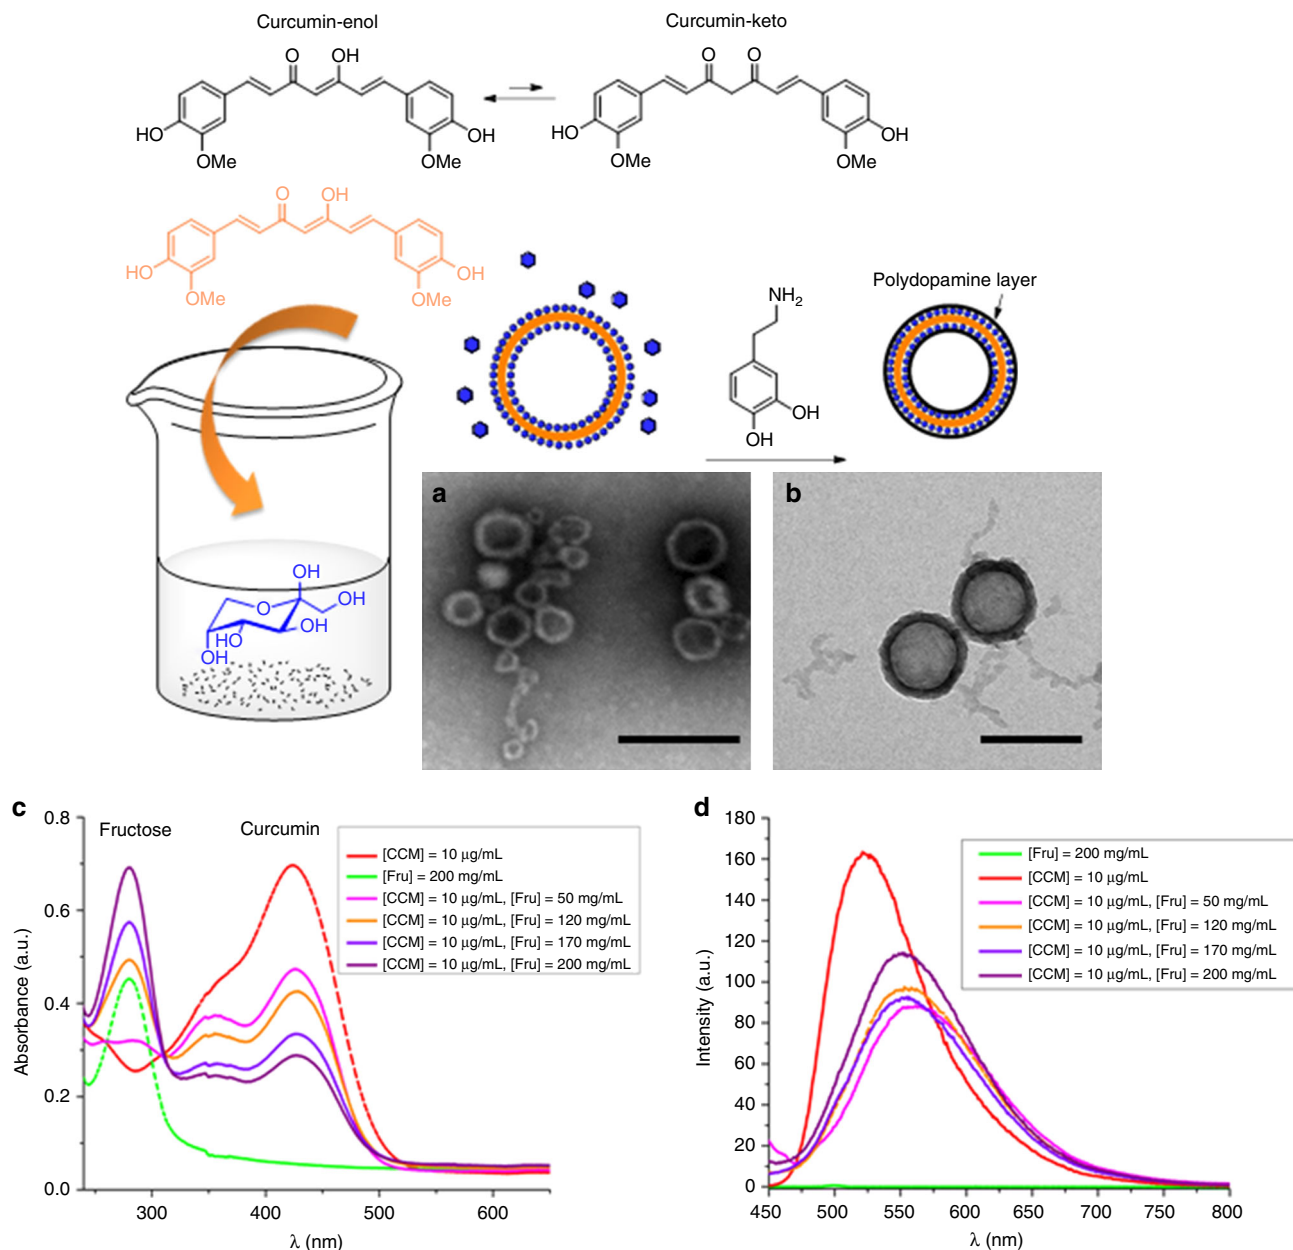 Curcumin-enol
Curcumin-keto
O
OH
O
O
HO
OMe
OMe
OH
HO
OMe
OMe
OH
O
OH
HO
OMe
OMe
OH
NH2
OH
OH
Polydopamine layer
OH
O
OH
OH
HO
OH
a
b
c
Fructose
Curcumin
[CCM] = 10 μg/mL
[Fru] = 200 mg/mL
[CCM] = 10 μg/mL, [Fru] = 50 mg/mL
[CCM] = 10 μg/mL, [Fru] = 120 mg/mL
[CCM] = 10 μg/mL, [Fru] = 170 mg/mL
[CCM] = 10 μg/mL, [Fru] = 200 mg/mL
Absorbance (a.u.)
0.8
0.6
0.4
0.2
0.0
300
400
500
600
λ (nm)
d
[Fru] = 200 mg/mL
[CCM] = 10 μg/mL
[CCM] = 10 μg/mL, [Fru] = 50 mg/mL
[CCM] = 10 μg/mL, [Fru] = 120 mg/mL
[CCM] = 10 μg/mL, [Fru] = 170 mg/mL
[CCM] = 10 μg/mL, [Fru] = 200 mg/mL
Intensity (a.u.)
180
160
140
120
100
80
60
40
20
0
450
500
550
600
650
700
750
800
λ (nm)